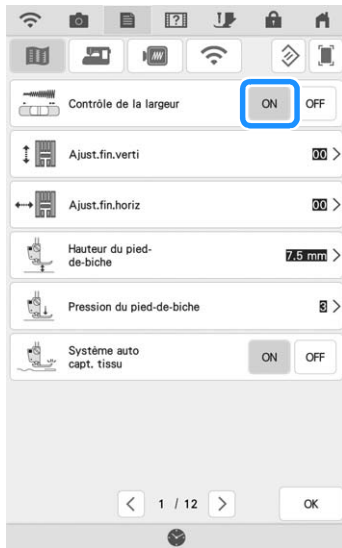 Contrôle de la largeur ON OFF
Ajust.fin.verti 00 >
Ajust.fin.horiz 00 >
Hauteur du pied-
de-biche 7.5 mm >
Pression du pied-de-biche 3 >
Système auto
capt. tissu ON OFF
< 1 / 12 > OK